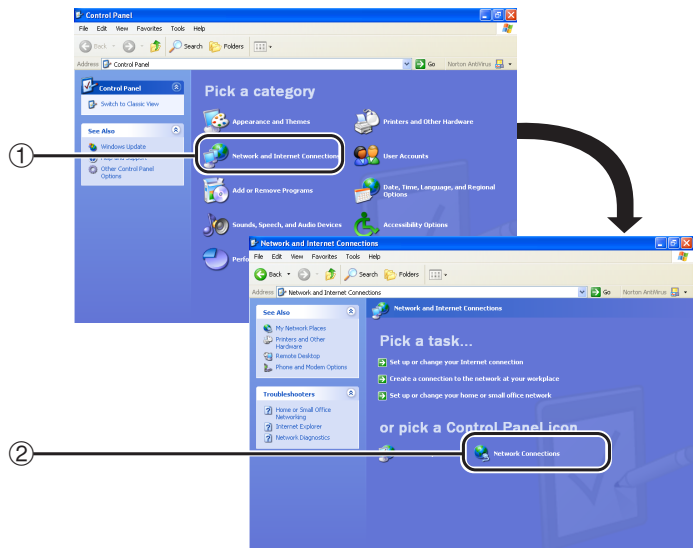 Control Panel
File Edit View Favorites Tools Help
Back Search Folders
Address Control Panel Go Norton AntiVirus
Control Panel
Switch to Classic View
See Also
Windows Update
Help and Support
Other Control Panel
Options
Pick a category
Appearance and Themes
Printers and Other Hardware
1
Network and Internet Connections
User Accounts
Add or Remove Programs
Date, Time, Language, and Regional
Options
Sounds, Speech, and Audio Devices
Accessibility Options
Perfo
Network and Internet Connections
File Edit View Favorites Tools Help
Back Search Folders
Address Network and Internet Connections Go Norton AntiVirus
See Also
My Network Places
Printers and Other
Hardware
Remote Desktop
Phone and Modem Options
Troubleshooters
Home or Small Office
Networking
Internet Explorer
Network Diagnostics
Network and Internet Connections
Pick a task...
Set up or change your Internet connection
Create a connection to the network at your workplace
Set up or change your home or small office network
or pick a Control Panel icon
2
Network Connections